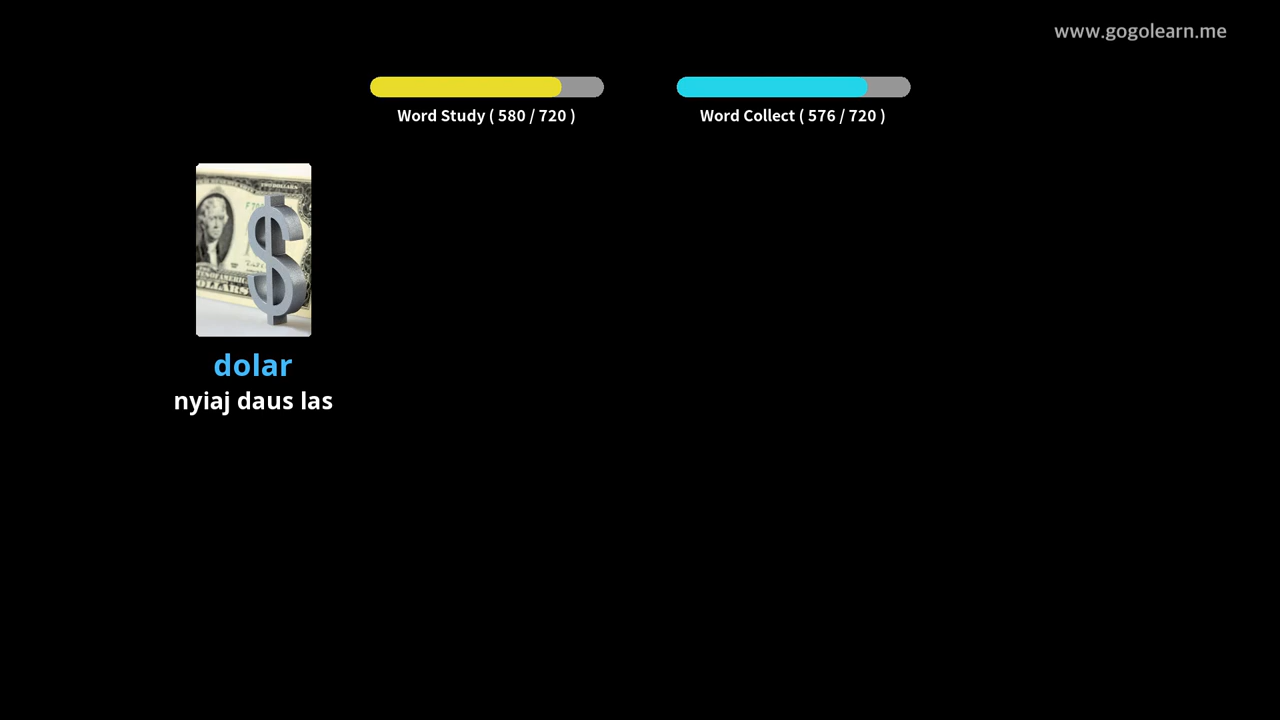 www.gogolearn.me
Word Study ( 580 / 720 )
Word Collect ( 576 / 720 )
dolar
nyiaj daus las